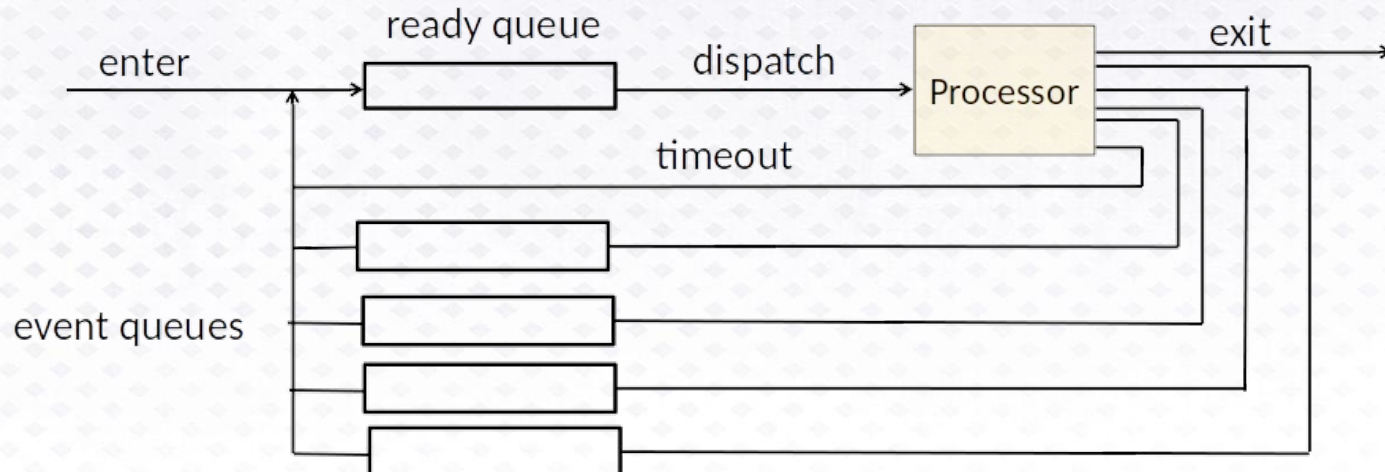 ready queue
enter
dispatch
Processor
exit
timeout
event queues